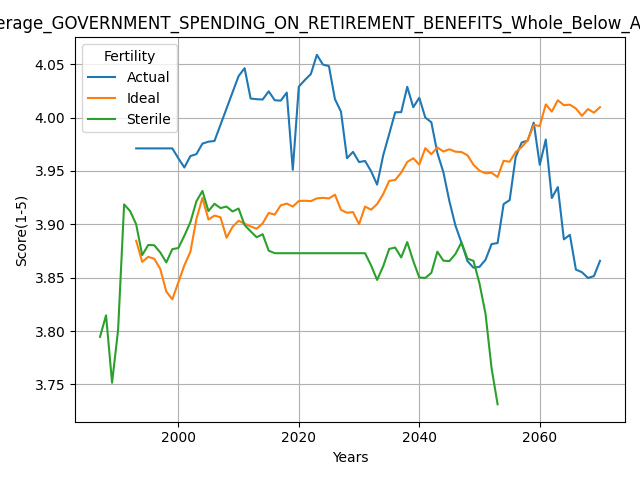 erage_GOVERNMENT_SPENDING_ON_RETIREMENT_BENEFITS_Whole_Below_A
Fertility
Actual
Ideal
Sterile
Score(1-5)
4.05
4.00
3.95
3.90
3.85
3.80
3.75
2000 2020 2040 2060
Years